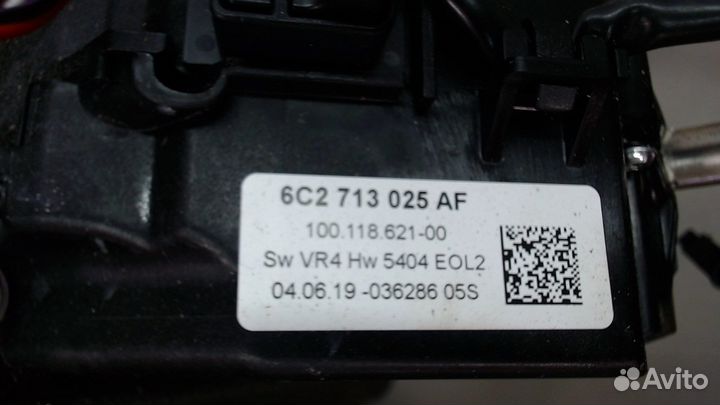 6C2 713 025 AF
100.118.621-00
Sw VR4 Hw 5404 EOL2
04.06.19 -036286 05S
Avito